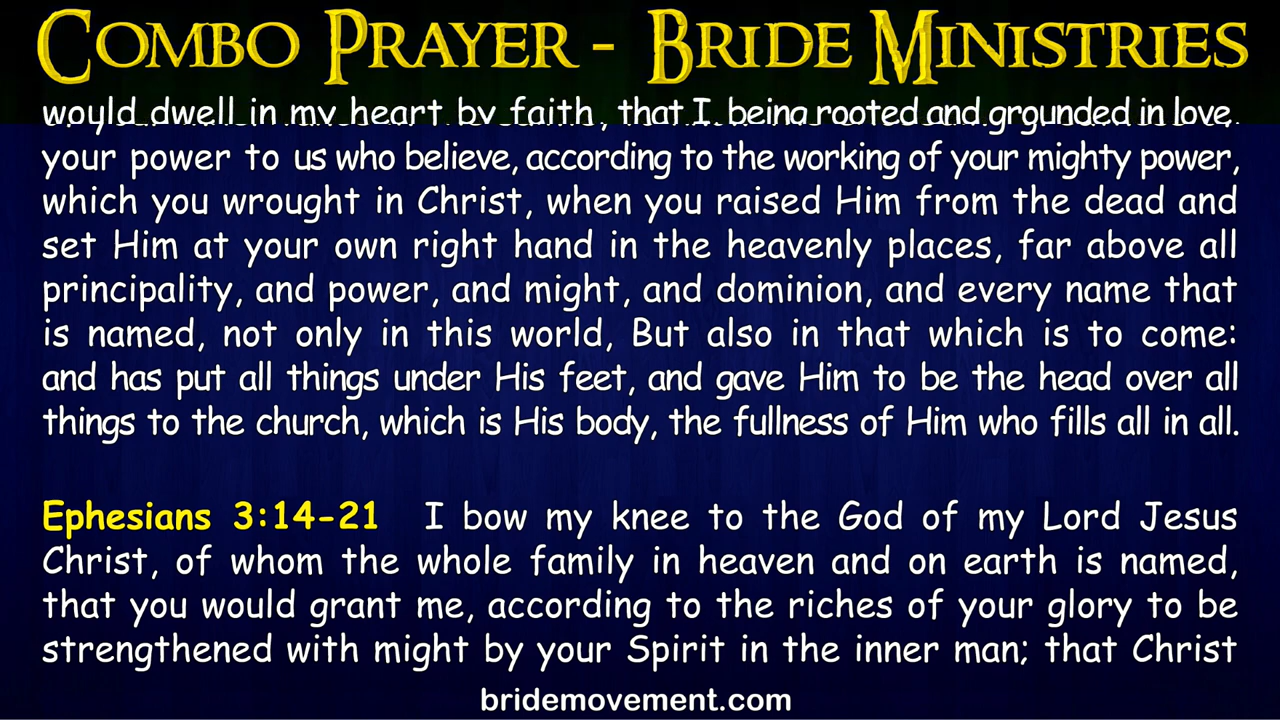 COMBO PRAYER - BRIDE MINISTRIES
would dwell in my heart by faith, that I, being rooted and grounded in love,
your power to us who believe, according to the working of your mighty power,
which you wrought in Christ, when you raised Him from the dead and
set Him at your own right hand in the heavenly places, far above all
principality, and power, and might, and dominion, and every name that
is named, not only in this world, But also in that which is to come:
and has put all things under His feet, and gave Him to be the head over all
things to the church, which is His body, the fullness of Him who fills all in all.
Ephesians 3:14-21 I bow my knee to the God of my Lord Jesus
Christ, of whom the whole family in heaven and on earth is named,
that you would grant me, according to the riches of your glory to be
strengthened with might by your Spirit in the inner man; that Christ
bridemovement.com